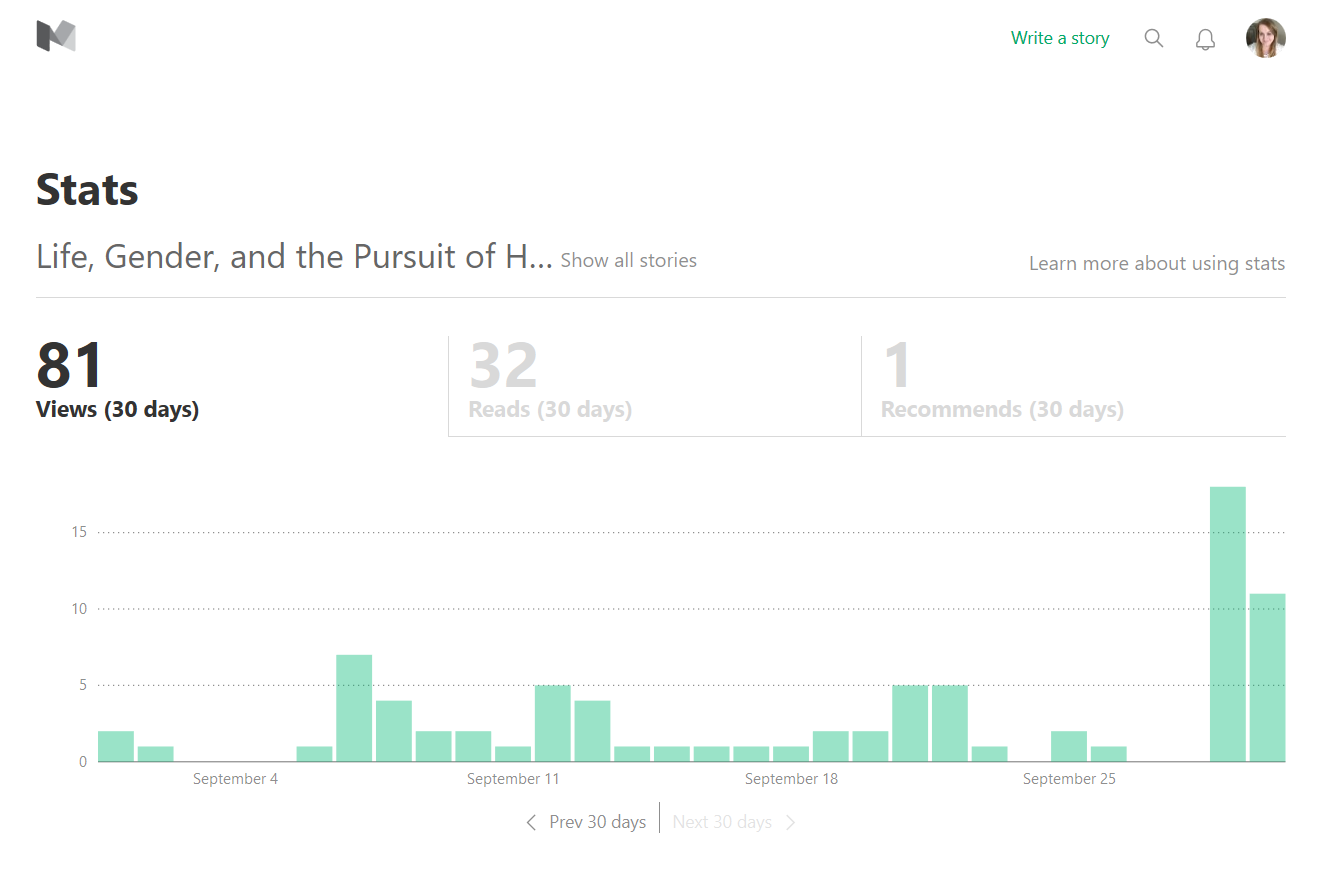 Write a story
Stats
Life, Gender, and the Pursuit of H... Show all stories
Learn more about using stats
81
Views (30 days)
32
Reads (30 days)
1
Recommends (30 days)
15
10
5
0
September 4
September 11
September 18
September 25
Prev 30 days
Next 30 days